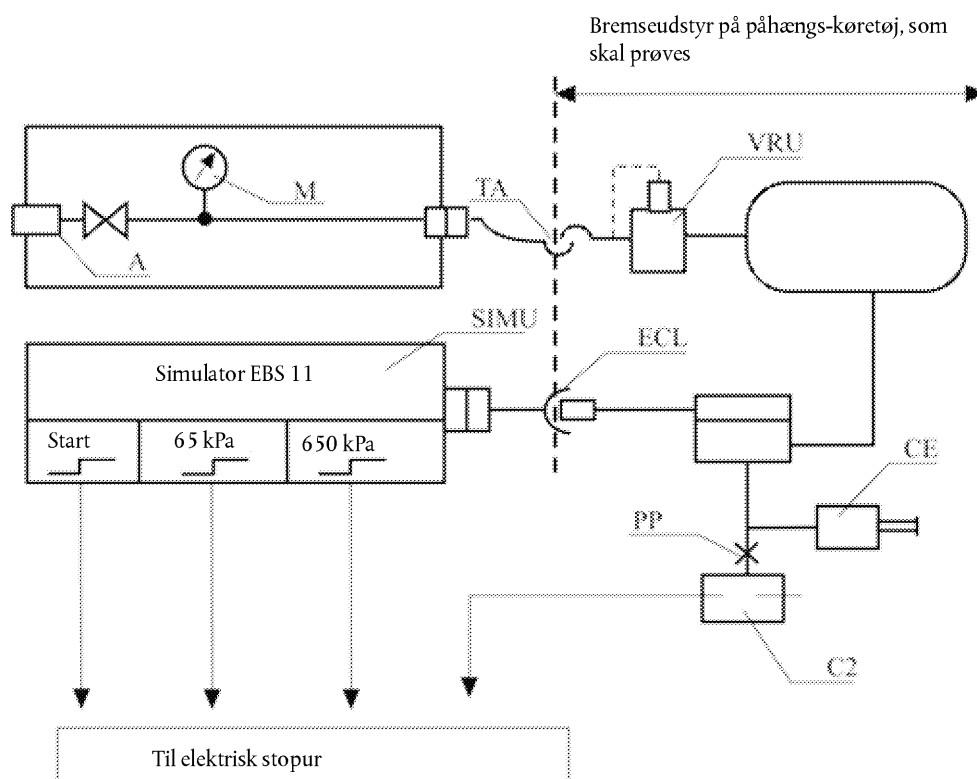 Bremseudstyr på påhængs-køretøj, som
skal prøves
VRU
M
TA
A
SIMU
ECL
Simulator EBS 11
Start
65 kPa
650 kPa
CE
PP
C2
Til elektrisk stopur